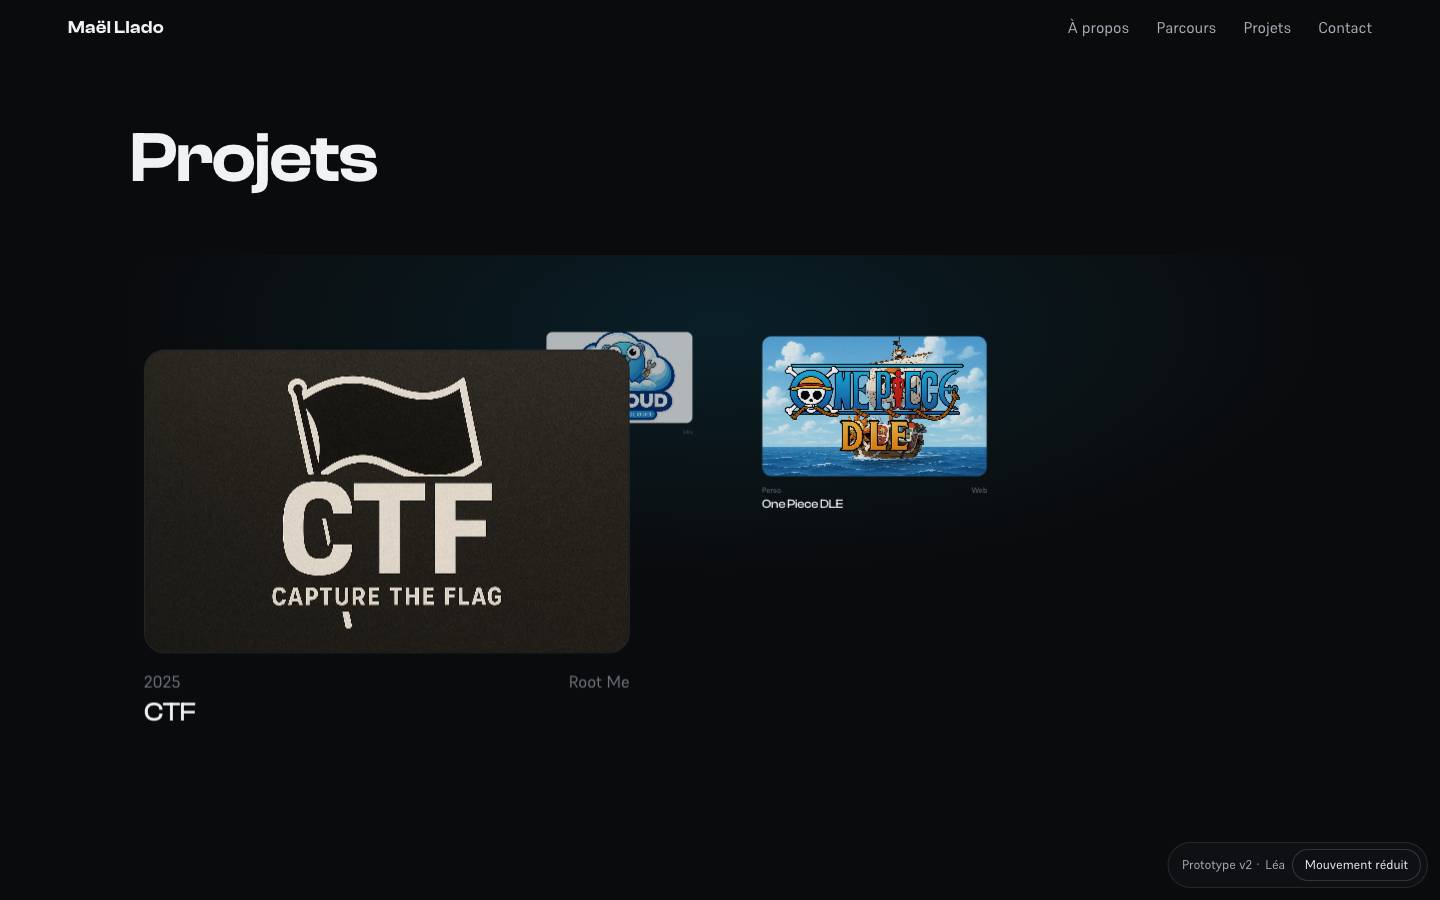 Maël Llado
À propos
Parcours
Projets
Contact
Projets
OUD
ONE PIECE
DLE
Perso
Web
One Piece DLE
CTF
CAPTURE THE FLAG
2025
Root Me
CTF
Prototype v2 · Léa
Mouvement réduit